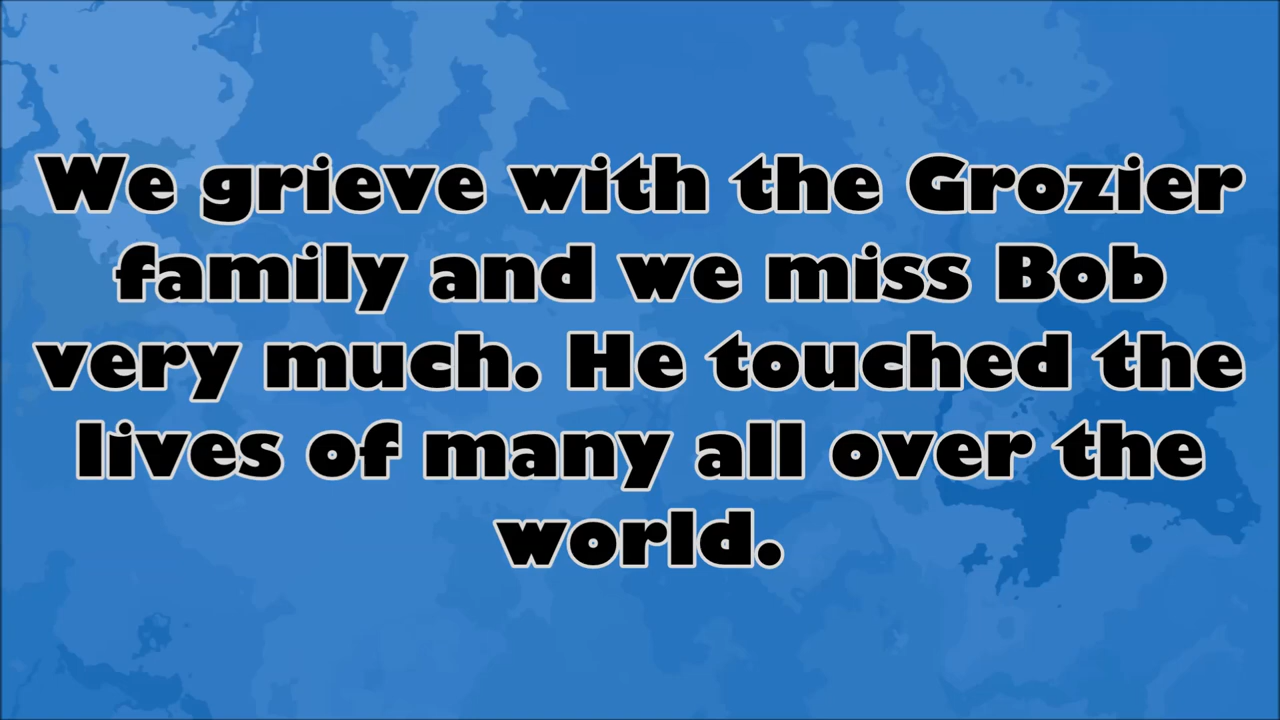 We grieve with the Grozier
family and we miss Bob
very much. He touched the
lives of many all over the
world.